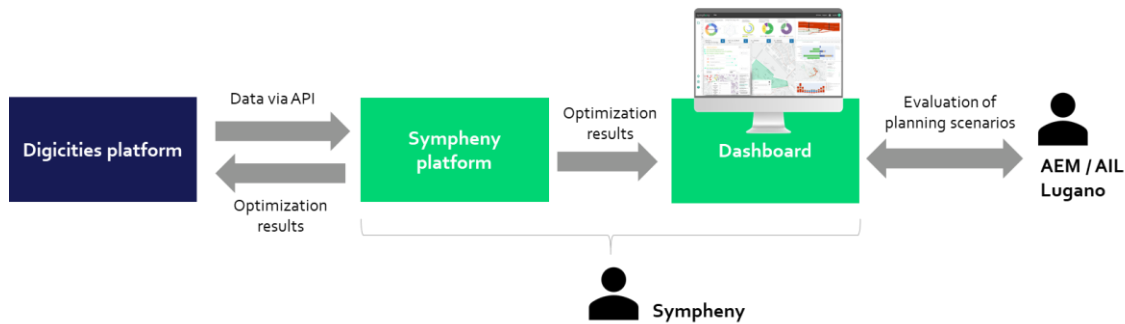 Digicities platform
Data via API
Optimization
results
Sympheny
platform
Optimization
results
Dashboard
Evaluation of
planning scenarios
AEM / AIL
Lugano
Sympheny